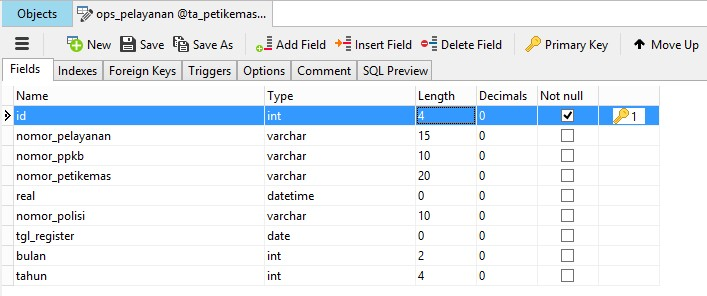 Objects ops_pelayanan @ta_petikemas...
New Save Save As Add Field Insert Field Delete Field Primary Key Move Up
Fields Indexes Foreign Keys Triggers Options Comment SQL Preview
Name Type Length Decimals Not null
id int 4 0 1
nomor_pelayanan varchar 15 0
nomor_ppkb varchar 10 0
nomor_petikemas varchar 20 0
real datetime 0 0
nomor_polisi varchar 10 0
tgl_register date 0 0
bulan int 2 0
tahun int 4 0